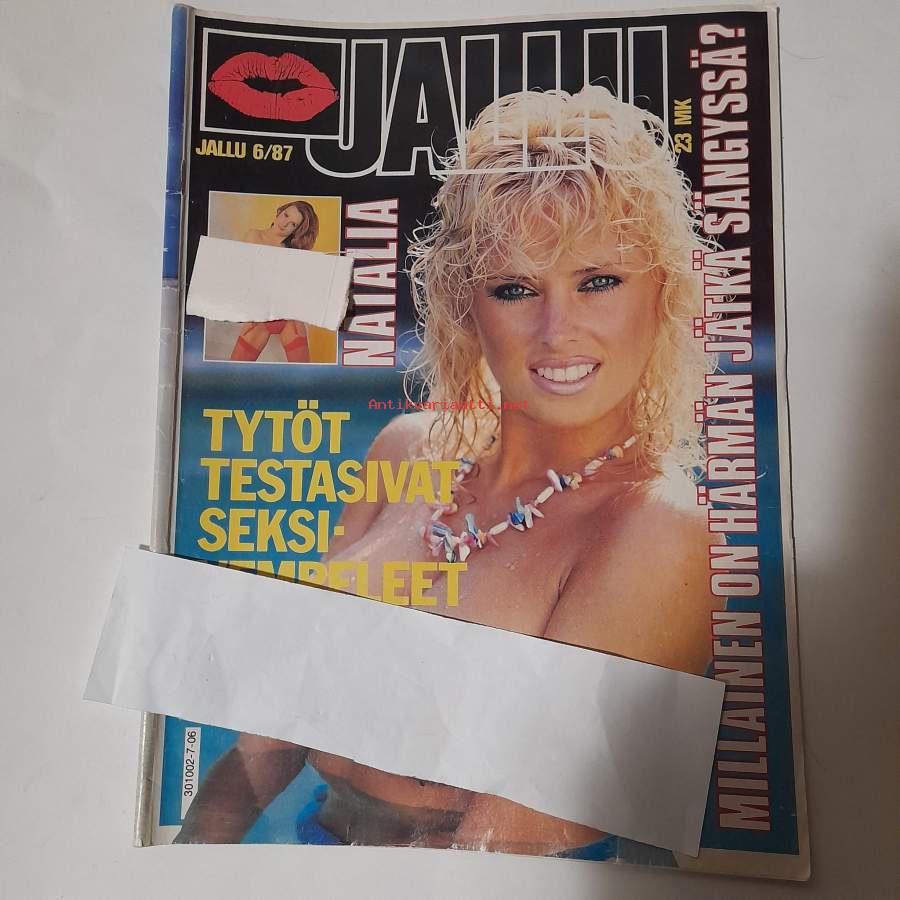 JALLU
JALLU 6/87
23 MK
NATALIA
MILLAINEN ON HÄRMÄN JÄTKÄ SÄNGYSSÄ?
Antikvariaatti.net
TYTÖT
TESTASIVAT
SEKSI-
VEMPELEET
301002-7-06